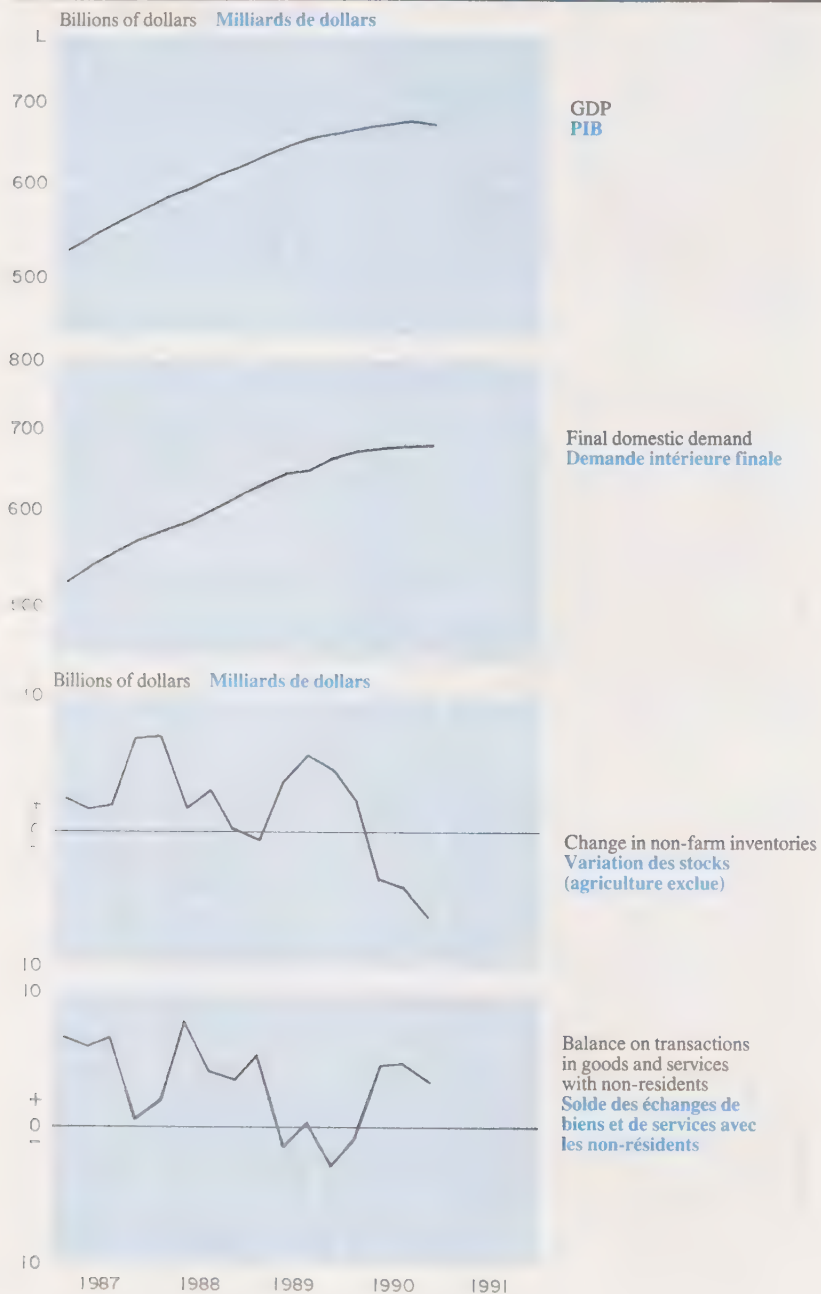 Billions of dollars Milliards de dollars
L
700
600
500
GDP
PIB
800
700
600
Final domestic demand
Demande intérieure finale
Billions of dollars Milliards de dollars
10
+
0
−
10
Change in non-farm inventories
Variation des stocks
(agriculture exclue)
10
+
0
−
10
Balance on transactions
in goods and services
with non-residents
Solde des échanges de
biens et de services avec
les non-résidents
1987 1988 1989 1990 1991